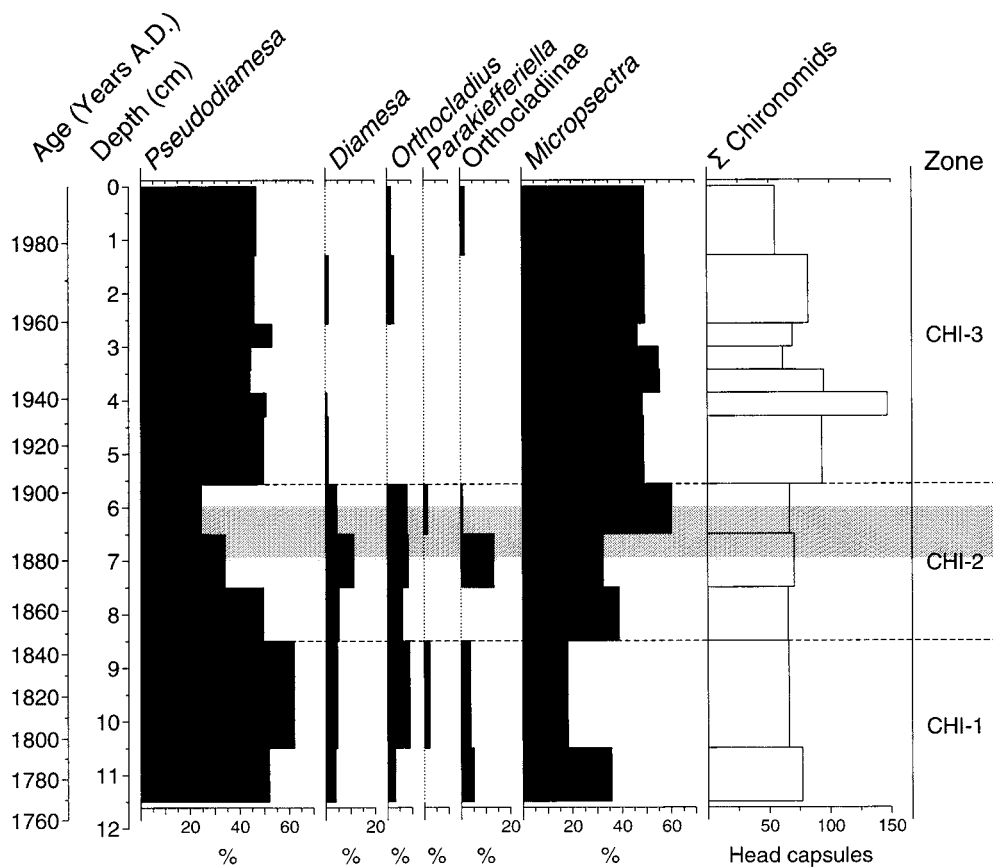 Age (Years A.D.)
Depth (cm)
Pseudodiamesa
Diamesa
Orthocladius
Parakiefferiella
Orthocladiinae
Micropsectra
Σ Chironomids
Zone
0
1
2
3
4
5
6
7
8
9
10
11
12
1980
1960
1940
1920
1900
1880
1860
1840
1820
1800
1780
1760
CHI-3
CHI-2
CHI-1
20 40 60
20
20
20 40 60
50 100 150
% % % % % %
Head capsules